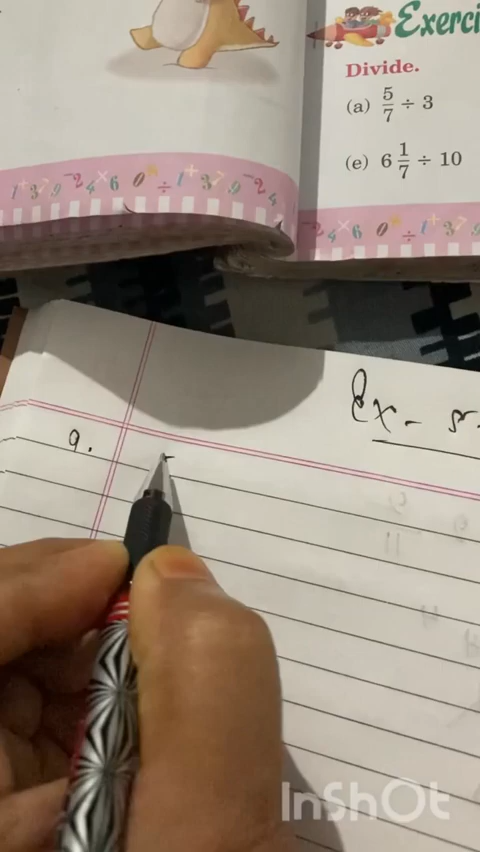 Exerci
Divide.
(a) 5/7 ÷ 3
(e) 6 1/7 ÷ 10
Ex-
a.
InShOt